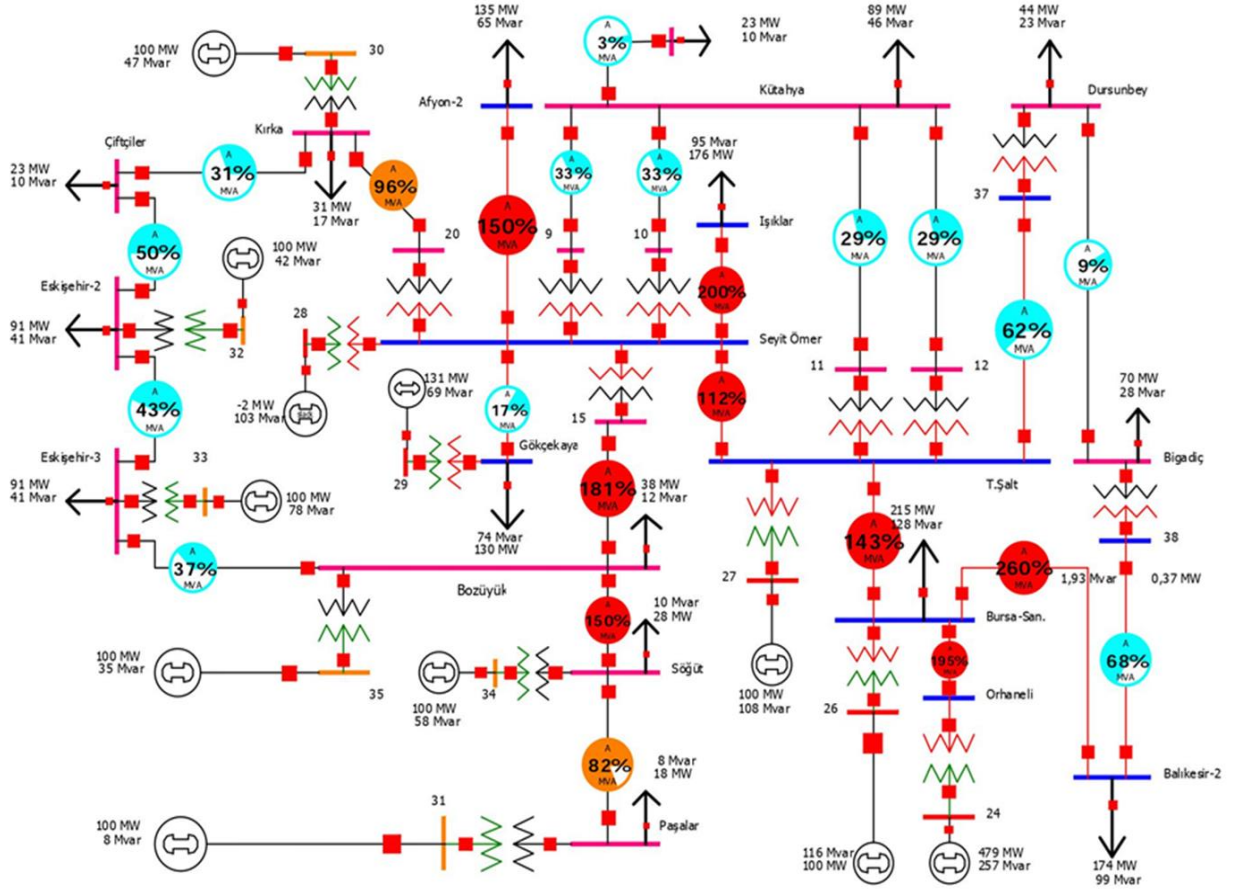 135 MW
65 Mvar
A
3%
MVA
23 MW
10 Mvar
89 MW
46 Mvar
44 MW
23 Mvar
100 MW
47 Mvar
30
Afyon-2
Kütahya
Dursunbey
Çiftçiler
Kırka
23 MW
10 Mvar
A
31%
MVA
A
96%
MVA
31 MW
17 Mvar
A
33%
MVA
A
33%
MVA
95 Mvar
176 MW
37
A
150%
MVA
20
9
10
Işıklar
A
29%
MVA
A
29%
MVA
A
9%
MVA
A
50%
MVA
100 MW
42 Mvar
Eskişehir-2
91 MW
41 Mvar
32
28
A
200%
MVA
A
62%
MVA
Seyit Ömer
11
12
-2 MW
103 Mvar
slack
131 MW
69 Mvar
A
17%
MVA
15
A
112%
MVA
70 MW
28 Mvar
A
43%
MVA
Gökçekaya
Eskişehir-3
33
91 MW
41 Mvar
100 MW
78 Mvar
29
A
181%
MVA
38 MW
12 Mvar
T.Şalt
Bigadiç
74 Mvar
130 MW
215 MW
128 Mvar
A
143%
MVA
38
A
37%
MVA
Bozüyük
27
A
260%
MVA
1,93 Mvar
0,37 MW
A
150%
MVA
10 Mvar
28 MW
Bursa-San.
100 MW
35 Mvar
35
100 MW
58 Mvar
34
Söğüt
100 MW
108 Mvar
26
A
195%
MVA
Orhaneli
A
68%
MVA
A
82%
MVA
8 Mvar
18 MW
Balıkesir-2
31
100 MW
8 Mvar
Paşalar
24
116 Mvar
100 MW
479 MW
257 Mvar
174 MW
99 Mvar